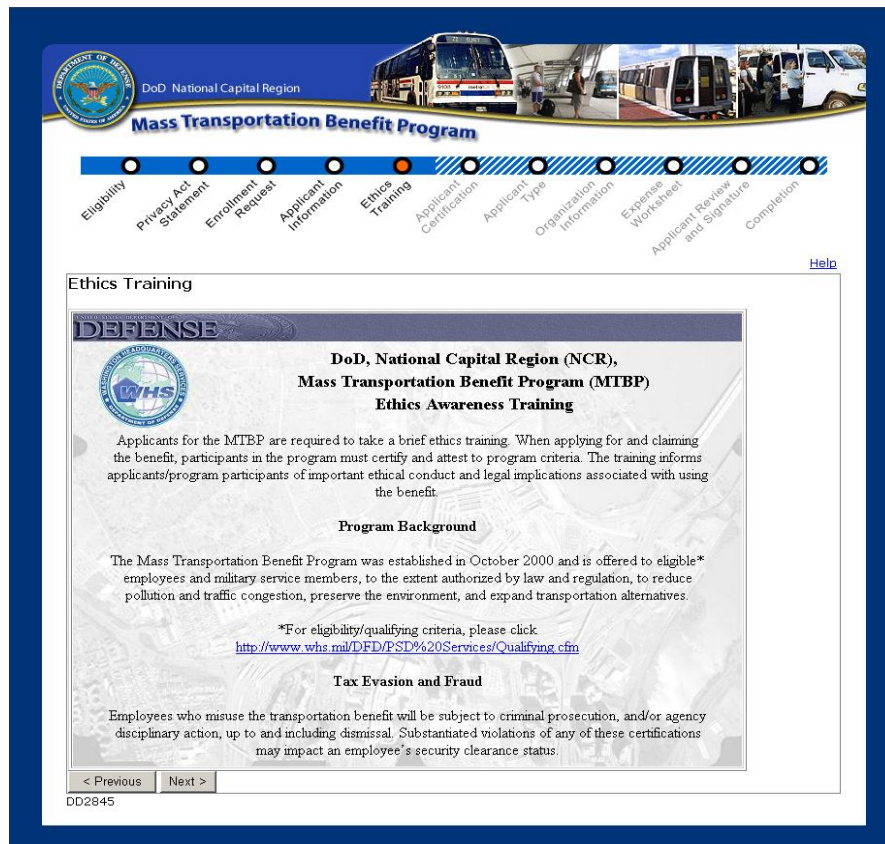 DoD National Capital Region
Mass Transportation Benefit Program
Eligibility
Privacy Act
Statement
Enrollment
Request
Applicant
Information
Ethics
Training
Applicant
Certification
Applicant
Type
Organization
Information
Expense
Worksheet
Applicant Review
and Signature
Completion
Help
Ethics Training
UNITED STATES DEPARTMENT OF
DEFENSE
WASHINGTON HEADQUARTERS SERVICES
WHS
DEPARTMENT OF DEFENSE
DoD, National Capital Region (NCR),
Mass Transportation Benefit Program (MTBP)
Ethics Awareness Training
Applicants for the MTBP are required to take a brief ethics training. When applying for and claiming
the benefit, participants in the program must certify and attest to program criteria. The training informs
applicants/program participants of important ethical conduct and legal implications associated with using
the benefit.
Program Background
The Mass Transportation Benefit Program was established in October 2000 and is offered to eligible*
employees and military service members, to the extent authorized by law and regulation, to reduce
pollution and traffic congestion, preserve the environment, and expand transportation alternatives.
*For eligibility/qualifying criteria, please click
http://www.whs.mil/DFD/PSD%20Services/Qualifying.cfm
Tax Evasion and Fraud
Employees who misuse the transportation benefit will be subject to criminal prosecution, and/or agency
disciplinary action, up to and including dismissal. Substantiated violations of any of these certifications
may impact an employee's security clearance status.
< Previous
Next >
DD2845